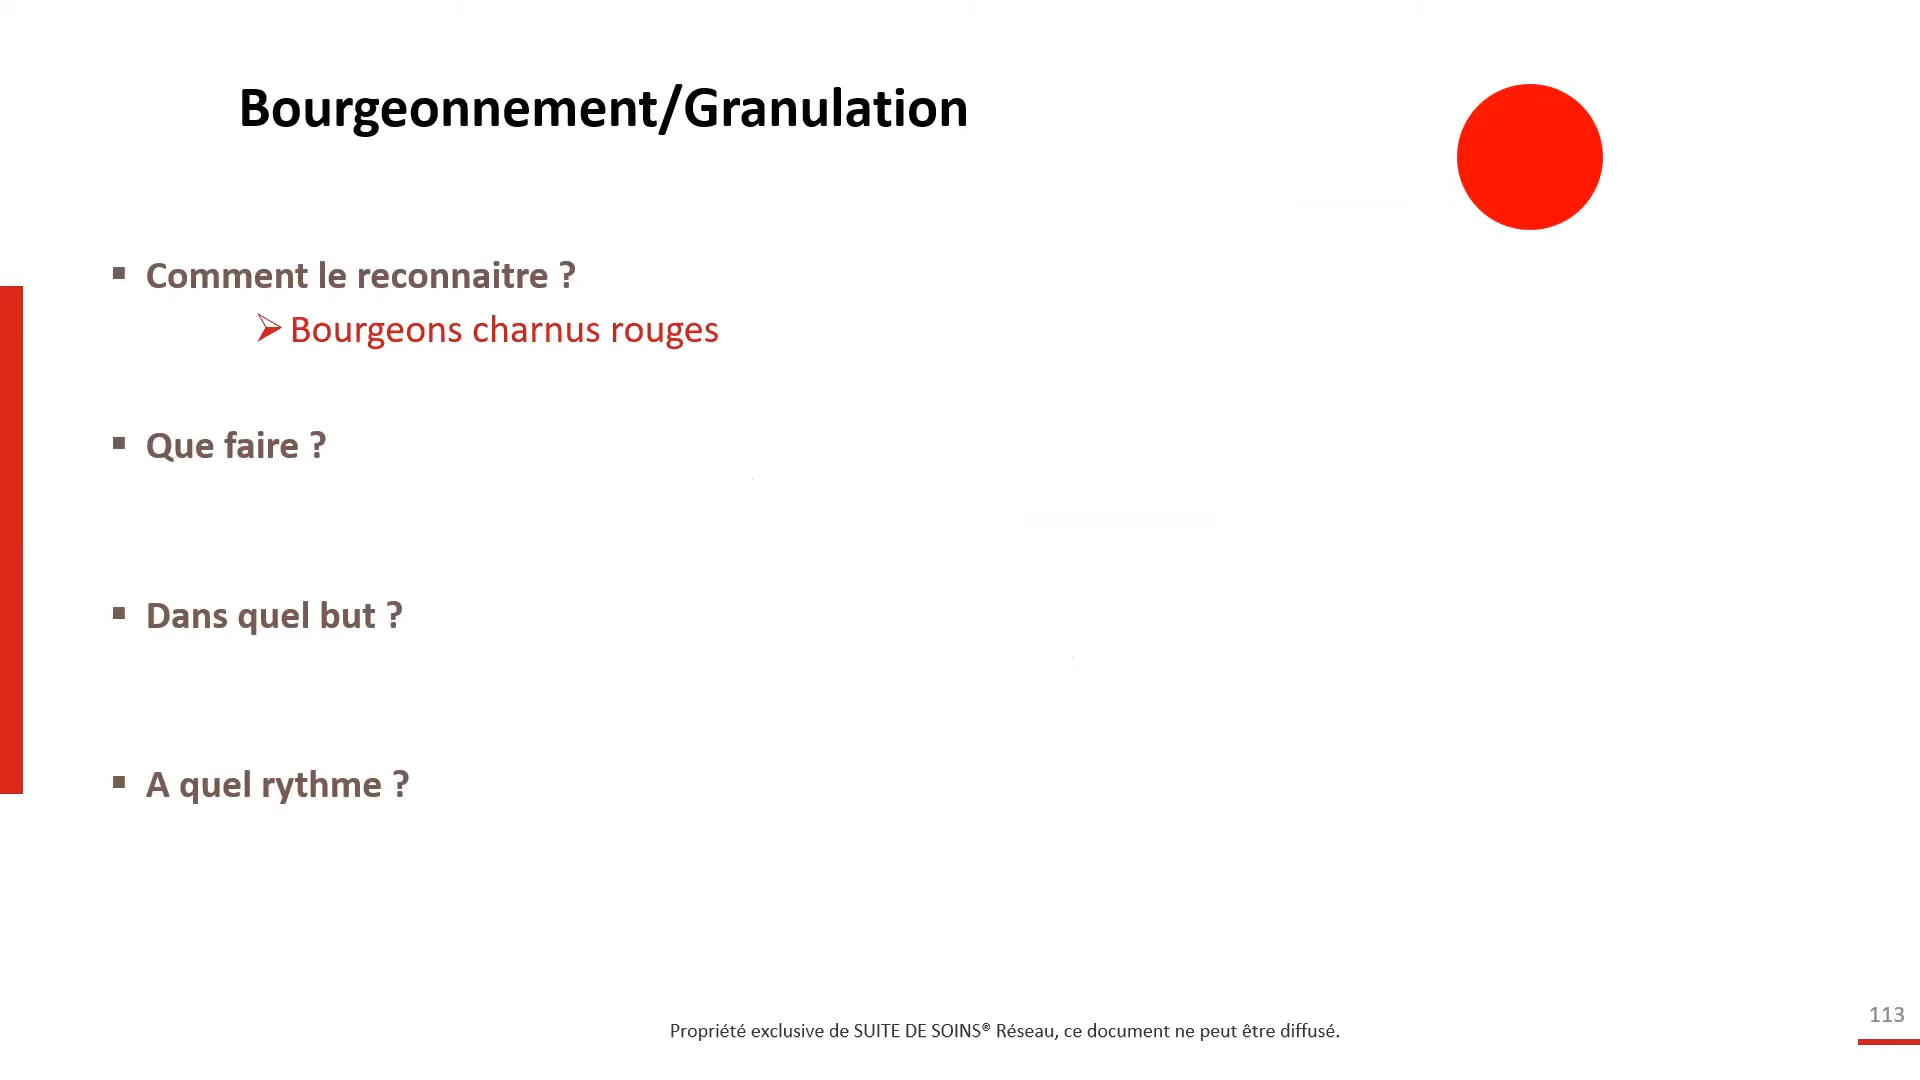 Bourgeonnement/Granulation
▪ Comment le reconnaitre ?
➢ Bourgeons charnus rouges
▪ Que faire ?
▪ Dans quel but ?
▪ A quel rythme ?
Propriété exclusive de SUITE DE SOINS® Réseau, ce document ne peut être diffusé.
113